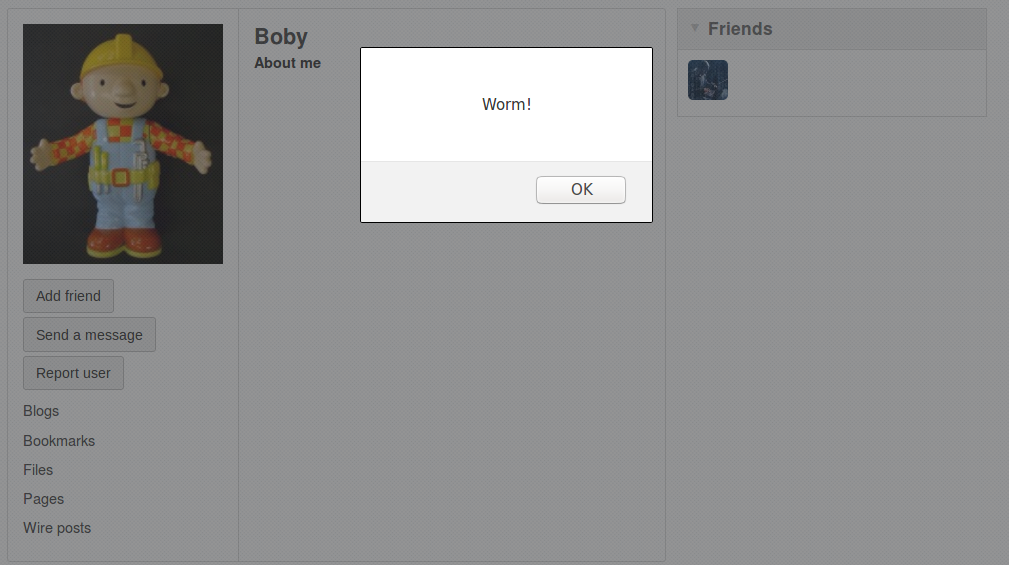 Boby
About me
Worm!
OK
Friends
Add friend
Send a message
Report user
Blogs
Bookmarks
Files
Pages
Wire posts